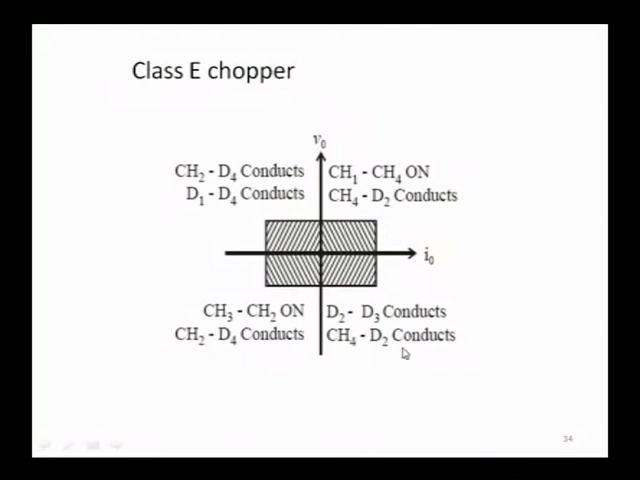 Class E chopper
v₀
CH₂ - D₄ Conducts
D₁ - D₄ Conducts
CH₁ - CH₄ ON
CH₄ - D₂ Conducts
i₀
CH₃ - CH₂ ON
CH₂ - D₄ Conducts
D₂ - D₃ Conducts
CH₄ - D₂ Conducts
34